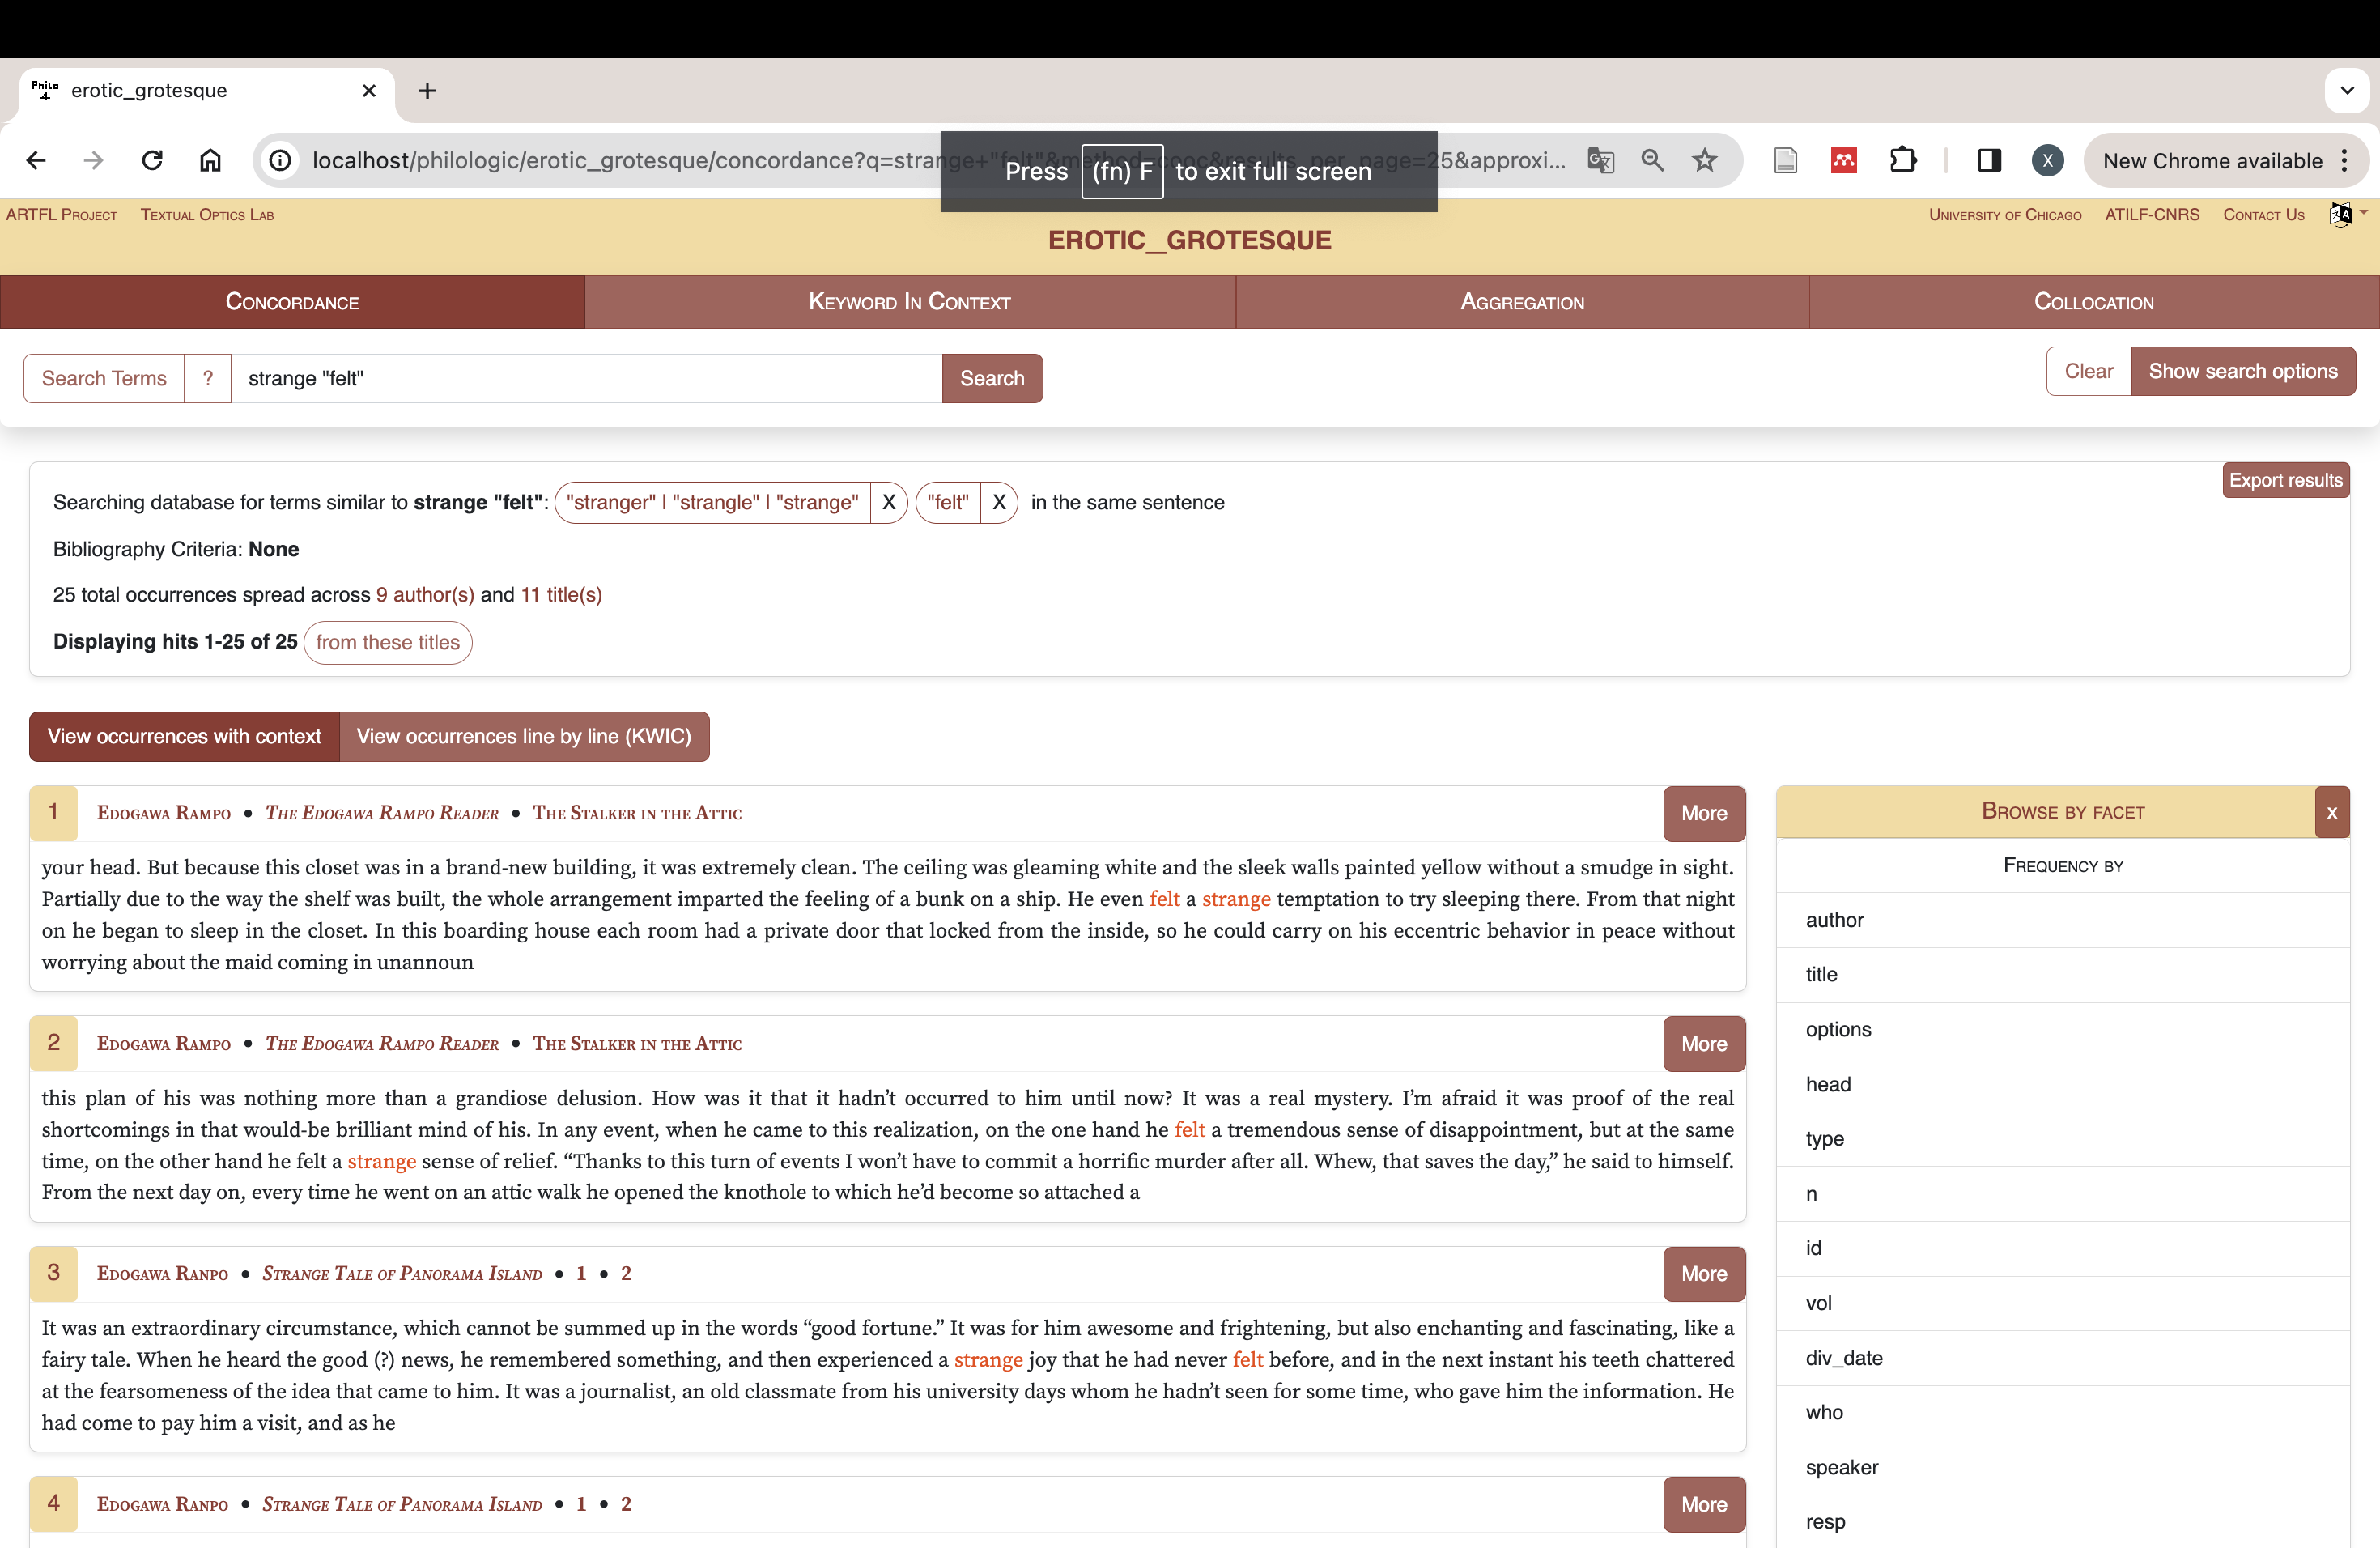 Philo
4
erotic_grotesque
localhost/philologic/erotic_grotesque/concordance?q=strange+"felt"&method=cooc&results_per_page=25&approxi...
Press (fn) F to exit full screen
X
New Chrome available
ARTFL Project Textual Optics Lab
University of Chicago ATILF-CNRS Contact Us
EROTIC_GROTESQUE
Concordance
Keyword In Context
Aggregation
Collocation
Search Terms ? strange "felt" Search
Clear Show search options
Export results
Searching database for terms similar to strange "felt": "stranger" | "strangle" | "strange" X "felt" X in the same sentence
Bibliography Criteria: None
25 total occurrences spread across 9 author(s) and 11 title(s)
Displaying hits 1-25 of 25 from these titles
View occurrences with context View occurrences line by line (KWIC)
1 Edogawa Rampo • The Edogawa Rampo Reader • The Stalker in the Attic More
your head. But because this closet was in a brand-new building, it was extremely clean. The ceiling was gleaming white and the sleek walls painted yellow without a smudge in sight.
Partially due to the way the shelf was built, the whole arrangement imparted the feeling of a bunk on a ship. He even felt a strange temptation to try sleeping there. From that night
on he began to sleep in the closet. In this boarding house each room had a private door that locked from the inside, so he could carry on his eccentric behavior in peace without
worrying about the maid coming in unannoun
2 Edogawa Rampo • The Edogawa Rampo Reader • The Stalker in the Attic More
this plan of his was nothing more than a grandiose delusion. How was it that it hadn’t occurred to him until now? It was a real mystery. I’m afraid it was proof of the real
shortcomings in that would-be brilliant mind of his. In any event, when he came to this realization, on the one hand he felt a tremendous sense of disappointment, but at the same
time, on the other hand he felt a strange sense of relief. “Thanks to this turn of events I won’t have to commit a horrific murder after all. Whew, that saves the day,” he said to himself.
From the next day on, every time he went on an attic walk he opened the knothole to which he’d become so attached a
3 Edogawa Ranpo • Strange Tale of Panorama Island • 1 • 2 More
It was an extraordinary circumstance, which cannot be summed up in the words “good fortune.” It was for him awesome and frightening, but also enchanting and fascinating, like a
fairy tale. When he heard the good (?) news, he remembered something, and then experienced a strange joy that he had never felt before, and in the next instant his teeth chattered
at the fearsomeness of the idea that came to him. It was a journalist, an old classmate from his university days whom he hadn’t seen for some time, who gave him the information. He
had come to pay him a visit, and as he
4 Edogawa Ranpo • Strange Tale of Panorama Island • 1 • 2 More
Browse by facet x
Frequency by
author
title
options
head
type
n
id
vol
div_date
who
speaker
resp